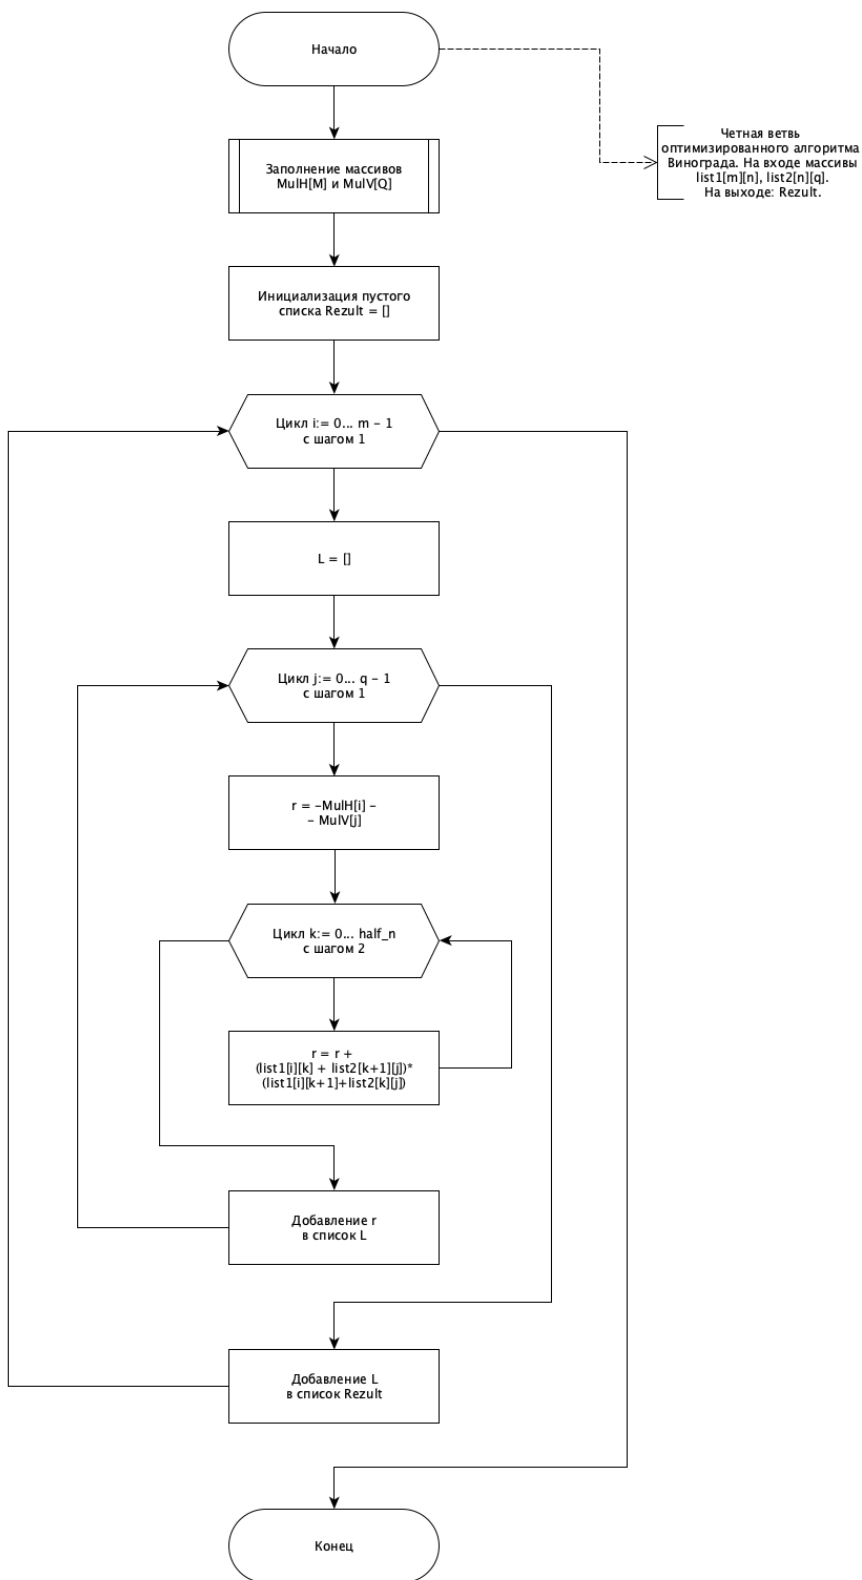 Начало
Четная ветвь
оптимизированного алгоритма
Винограда. На входе массивы
list1[m][n], list2[n][q].
На выходе: Rezult.
Заполнение массивов
MulH[M] и MulV[Q]
Инициализация пустого
списка Rezult = []
Цикл i:= 0... m – 1
с шагом 1
L = []
Цикл j:= 0... q – 1
с шагом 1
r = –MulH[i] –
– MulV[j]
Цикл k:= 0... half_n
с шагом 2
r = r +
(list1[i][k] + list2[k+1][j])*
(list1[i][k+1]+list2[k][j])
Добавление r
в список L
Добавление L
в список Rezult
Конец